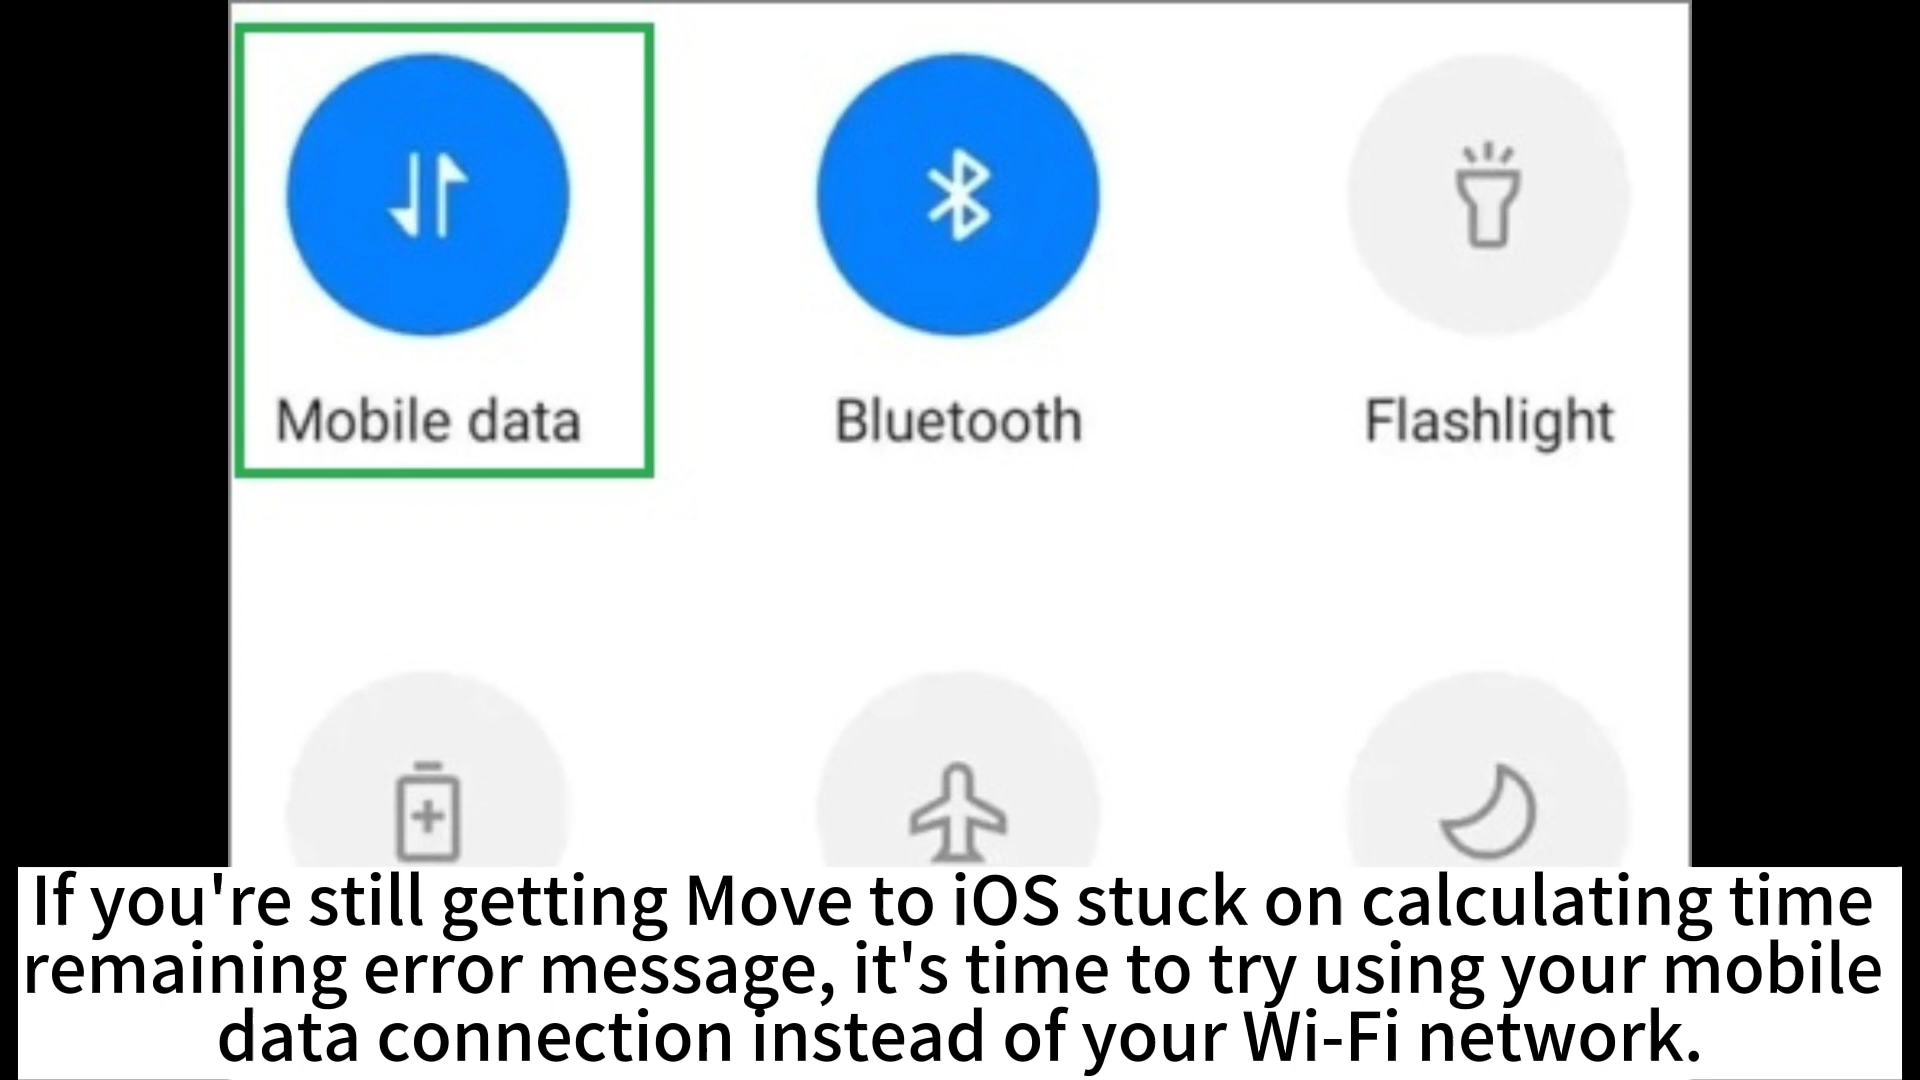 Mobile data
Bluetooth
Flashlight
If you're still getting Move to iOS stuck on calculating time
remaining error message, it's time to try using your mobile
data connection instead of your Wi-Fi network.